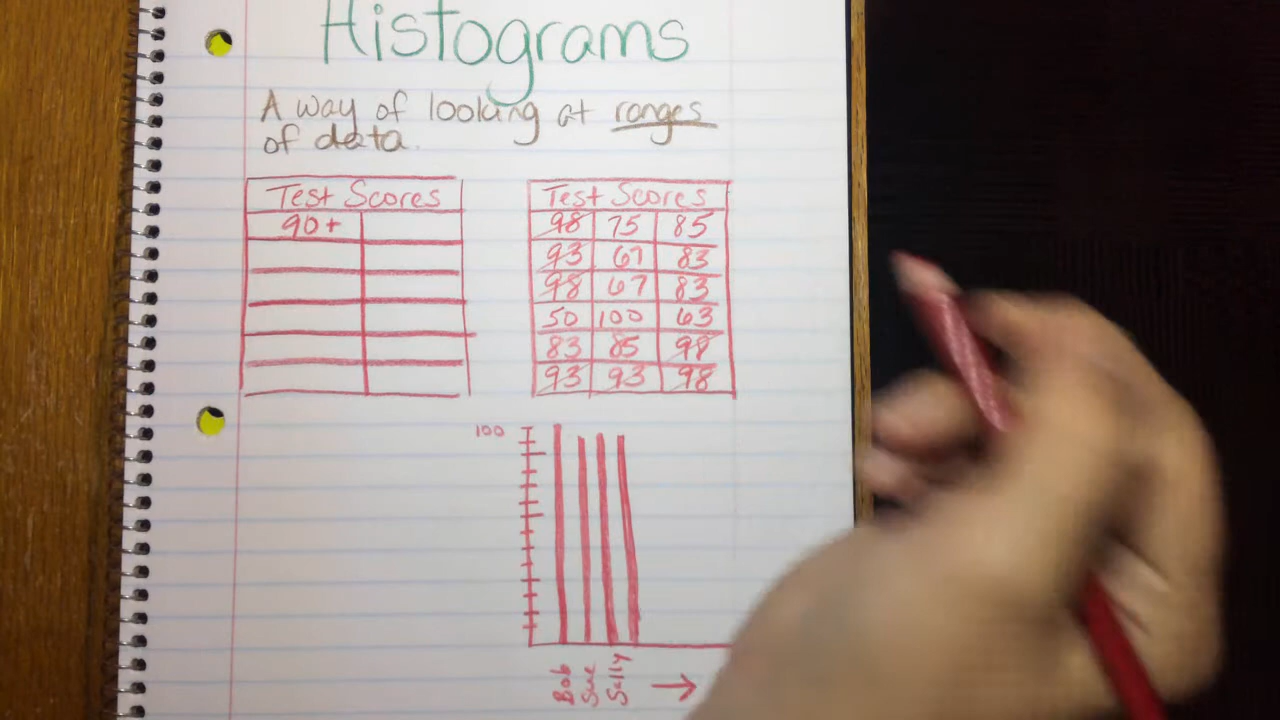 Histograms
A way of looking at ranges
of data.
Test Scores
90+
Test Scores
98 75 85
93 67 83
98 67 83
50 100 63
83 85 98
93 93 98
100
Bob
Sue
Sally